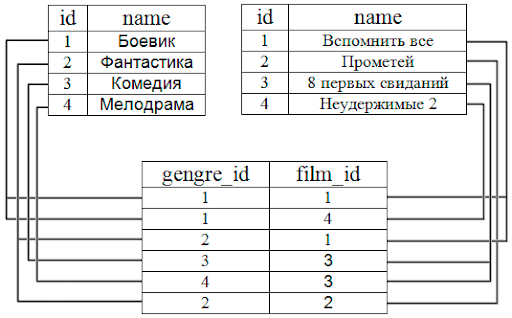 id name
1 Боевик
2 Фантастика
3 Комедия
4 Мелодрама
id name
1 Вспомнить все
2 Прометей
3 8 первых свиданий
4 Неудержимые 2
gengre_id film_id
1 1
1 4
2 1
3 3
4 3
2 2